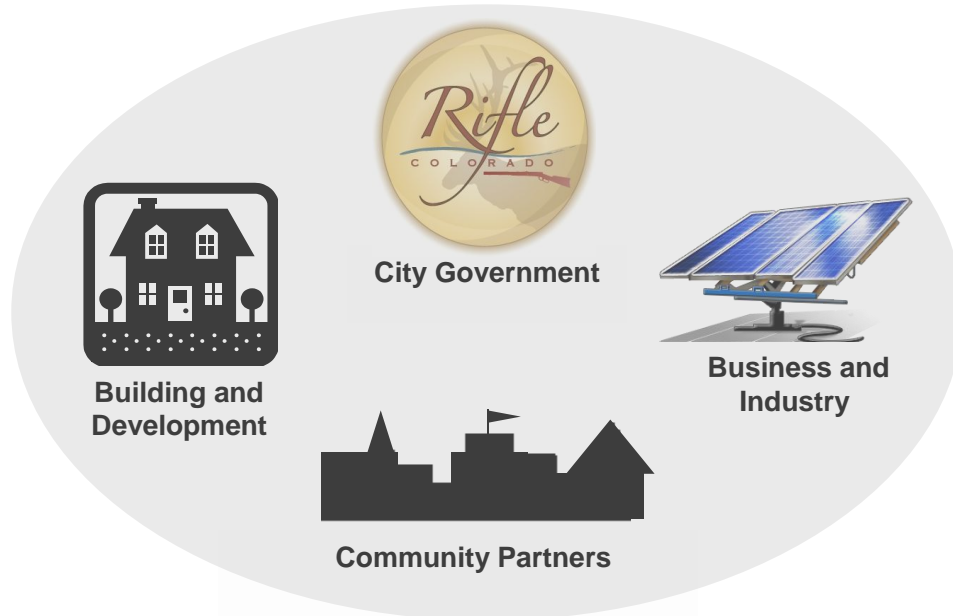 Rifle
COLORADO
City Government
Building and
Development
Business and
Industry
Community Partners